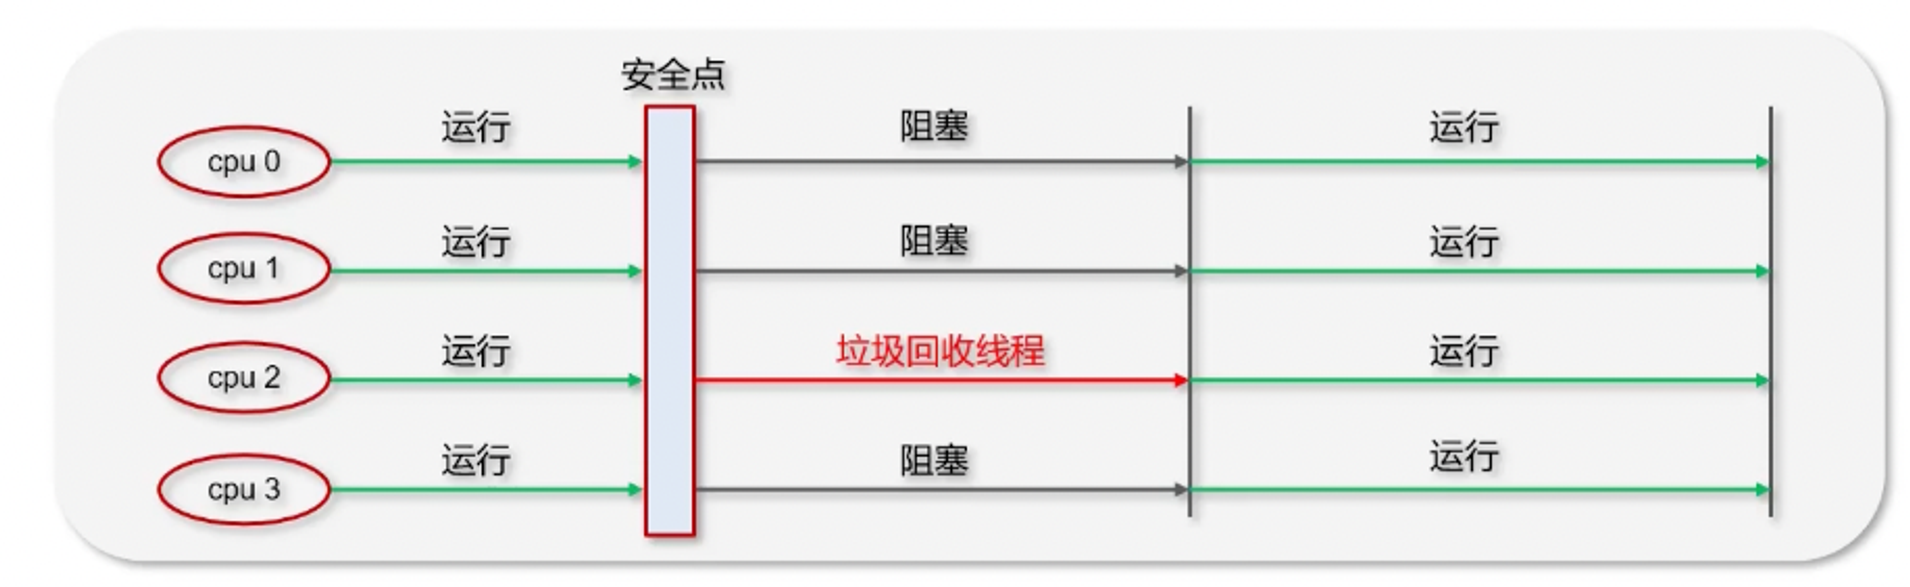 安全点
运行
阻塞
运行
cpu 0
运行
阻塞
运行
cpu 1
运行
垃圾回收线程
运行
cpu 2
运行
阻塞
运行
cpu 3